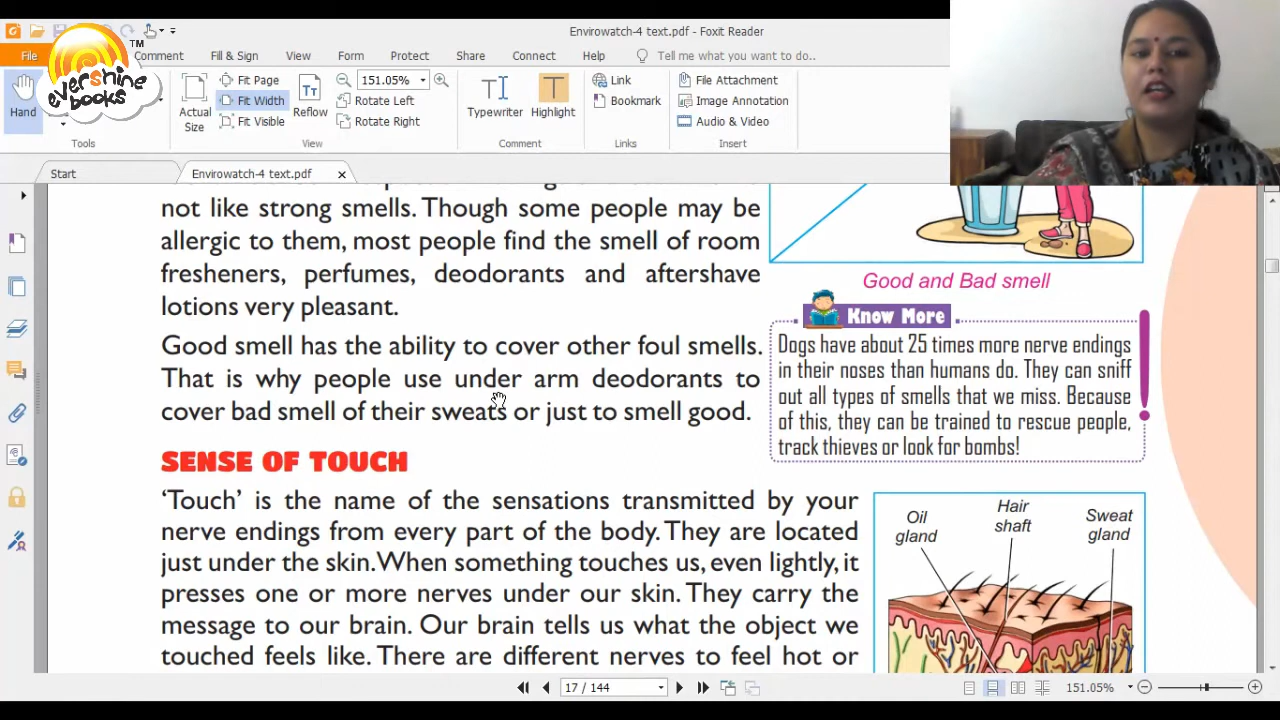 Envirowatch-4 text.pdf - Foxit Reader
File
Comment
Fill & Sign
View
Form
Protect
Share
Connect
Help
Tell me what you want to do..
TM
evershine
books
Hand
Tools
Actual
Size
Fit Page
Fit Width
Fit Visible
Reflow
151.05%
Rotate Left
Rotate Right
View
Typewriter
Highlight
Comment
Link
Bookmark
Links
File Attachment
Image Annotation
Audio & Video
Insert
Start
Envirowatch-4 text.pdf
not like strong smells. Though some people may be
allergic to them, most people find the smell of room
fresheners, perfumes, deodorants and aftershave
lotions very pleasant.
Good smell has the ability to cover other foul smells.
That is why people use under arm deodorants to
cover bad smell of their sweats or just to smell good.
Good and Bad smell
Know More
Dogs have about 25 times more nerve endings
in their noses than humans do. They can sniff
out all types of smells that we miss. Because
of this, they can be trained to rescue people,
track thieves or look for bombs!
SENSE OF TOUCH
'Touch' is the name of the sensations transmitted by your
nerve endings from every part of the body. They are located
just under the skin. When something touches us, even lightly, it
presses one or more nerves under our skin. They carry the
message to our brain. Our brain tells us what the object we
touched feels like. There are different nerves to feel hot or
Oil
gland
Hair
shaft
Sweat
gland
17 / 144
151.05%